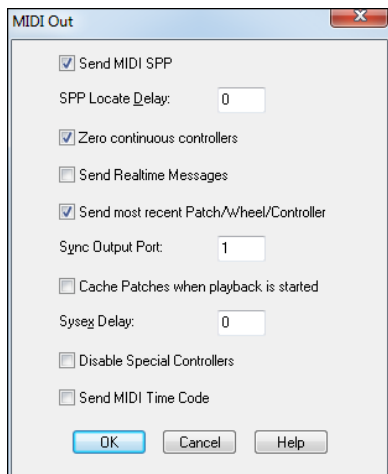 MIDI Out
Send MIDI SPP
SPP Locate Delay: 0
Zero continuous controllers
Send Realtime Messages
Send most recent Patch/Wheel/Controller
Sync Output Port: 1
Cache Patches when playback is started
Sysex Delay: 0
Disable Special Controllers
Send MIDI Time Code
OK Cancel Help